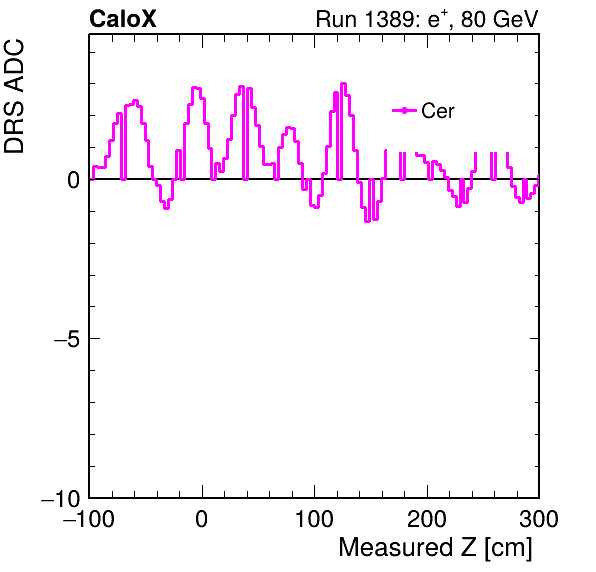 CaloX
Run 1389: e⁺, 80 GeV
DRS ADC
Cer
0
−5
−10
−100 0 100 200 300
Measured Z [cm]